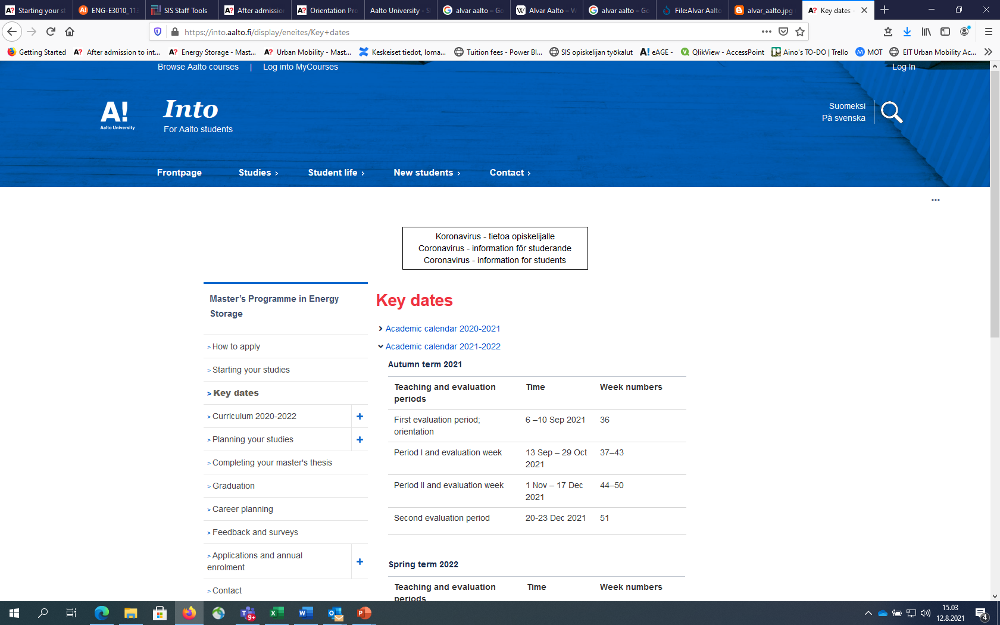 Starting your st
ENG-E3010_113
SIS Staff Tools
After admission
Orientation Pro
Aalto University - S
alvar aalto – Go
Alvar Aalto – W
alvar aalto – Go
File:Alvar Aalto
alvar_aalto.jpg
Key dates -
https://into.aalto.fi/display/eneites/Key+dates
Getting Started
After admission to int...
Energy Storage - Mast...
Urban Mobility - Mast...
Keskeiset tiedot, loma...
Tuition fees - Power BI...
SIS opiskelijan työkalut
A! eAGE -
QlikView - AccessPoint
Aino's TO-DO | Trello
MOT
EIT Urban Mobility Ac...
Browse Aalto courses | Log into MyCourses
Log In
A!
Aalto University
Into
For Aalto students
Suomeksi
På svenska
Frontpage
Studies ›
Student life ›
New students ›
Contact ›
Koronavirus - tietoa opiskelijalle
Coronavirus - information för studerande
Coronavirus - information for students
Master’s Programme in Energy
Storage
> How to apply
> Starting your studies
> Key dates
> Curriculum 2020-2022
> Planning your studies
> Completing your master's thesis
> Graduation
> Career planning
> Feedback and surveys
> Applications and annual
enrolment
> Contact
Key dates
Academic calendar 2020-2021
Academic calendar 2021-2022
Autumn term 2021
Teaching and evaluation
periods
Time
Week numbers
First evaluation period;
orientation
6 –10 Sep 2021
36
Period I and evaluation week
13 Sep – 29 Oct
2021
37–43
Period II and evaluation week
1 Nov – 17 Dec
2021
44–50
Second evaluation period
20-23 Dec 2021
51
Spring term 2022
Teaching and evaluation
periods
Time
Week numbers
9+
15.03
12.8.2021
4